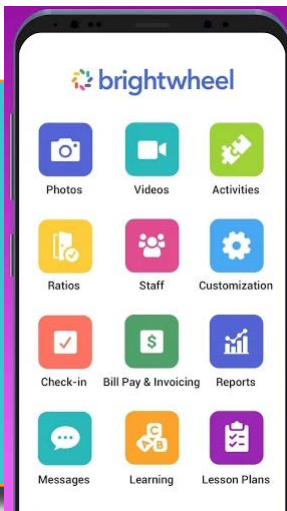 brightwheel
Photos Videos Activities
Ratios Staff Customization
Check-in Bill Pay & Invoicing Reports
Messages Learning Lesson Plans